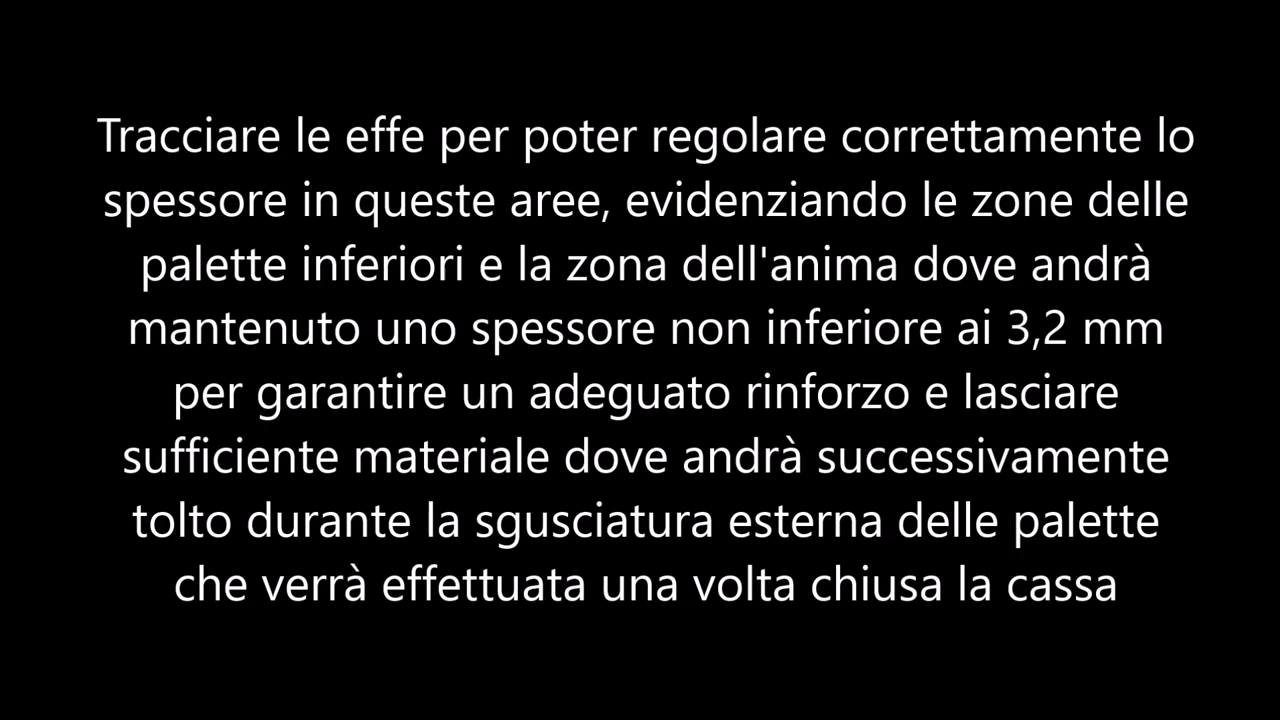 Tracciare le effe per poter regolare correttamente lo
spessore in queste aree, evidenziando le zone delle
palette inferiori e la zona dell'anima dove andrà
mantenuto uno spessore non inferiore ai 3,2 mm
per garantire un adeguato rinforzo e lasciare
sufficiente materiale dove andrà successivamente
tolto durante la sgusciatura esterna delle palette
che verrà effettuata una volta chiusa la cassa